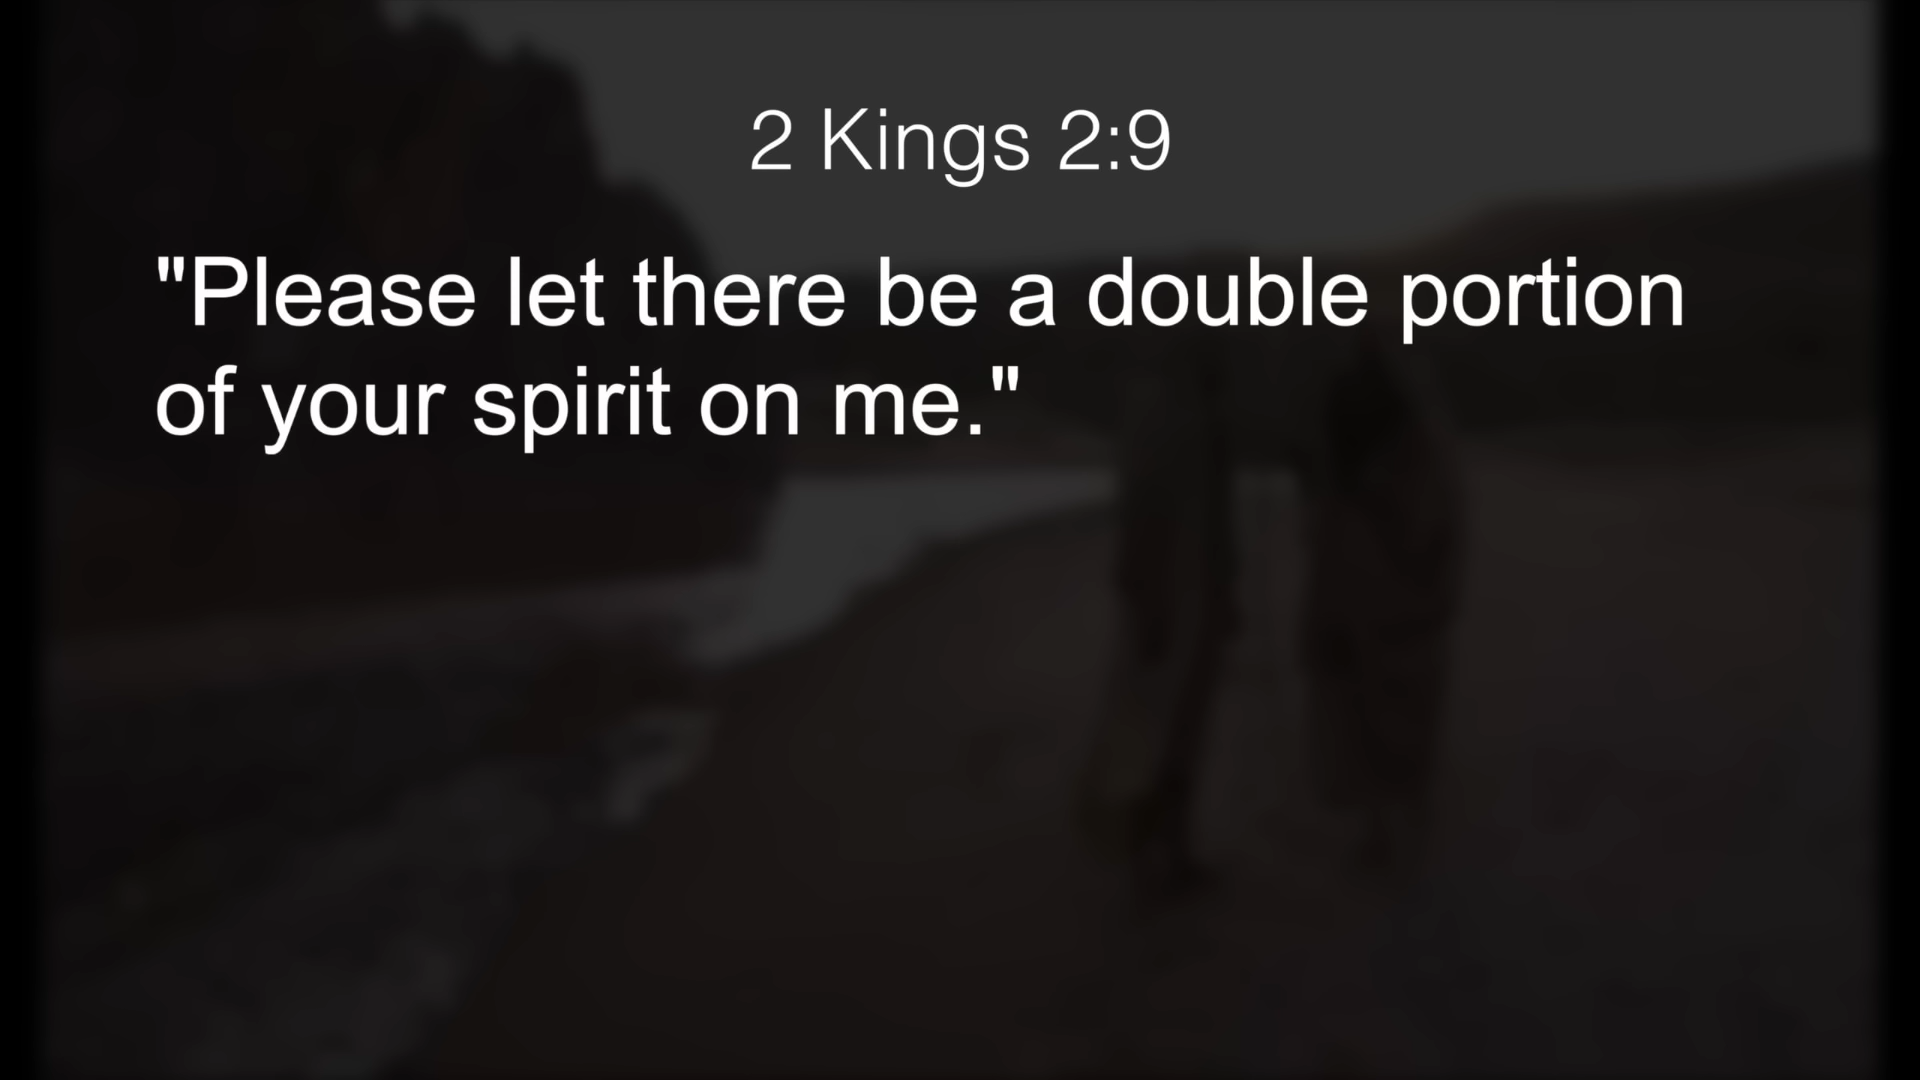 2 Kings 2:9
"Please let there be a double portion
of your spirit on me."